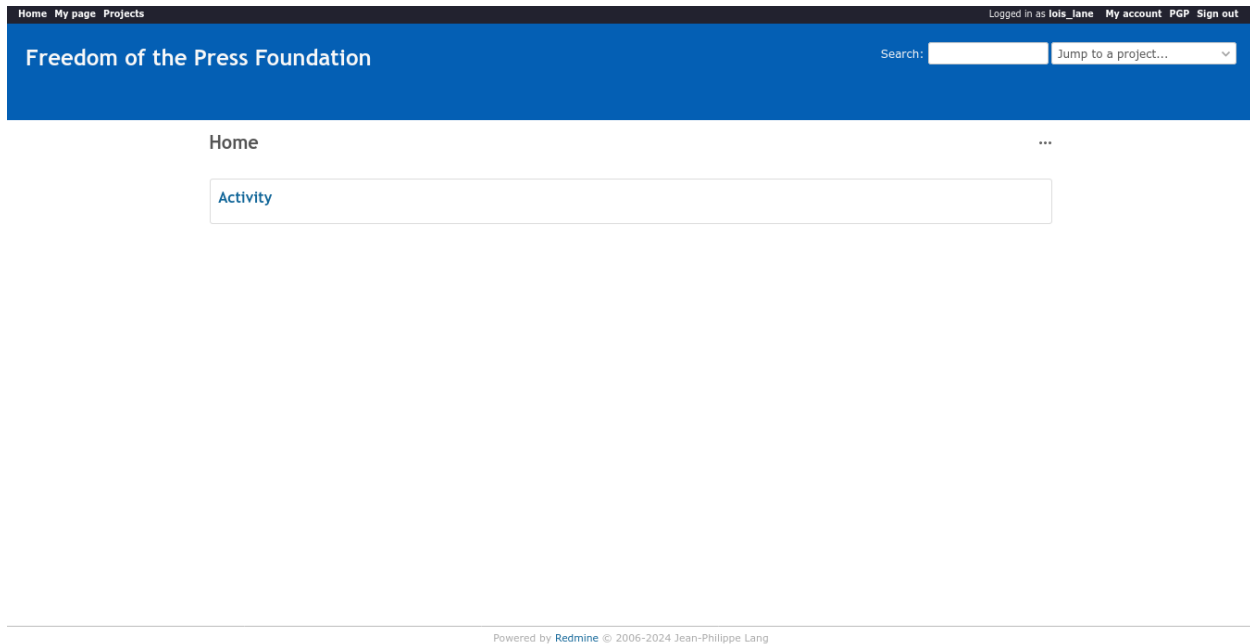 Home My page Projects Logged in as lois_lane My account PGP Sign out
Freedom of the Press Foundation Search: Jump to a project...
Home ...
Activity
Powered by Redmine © 2006-2024 Jean-Philippe Lang